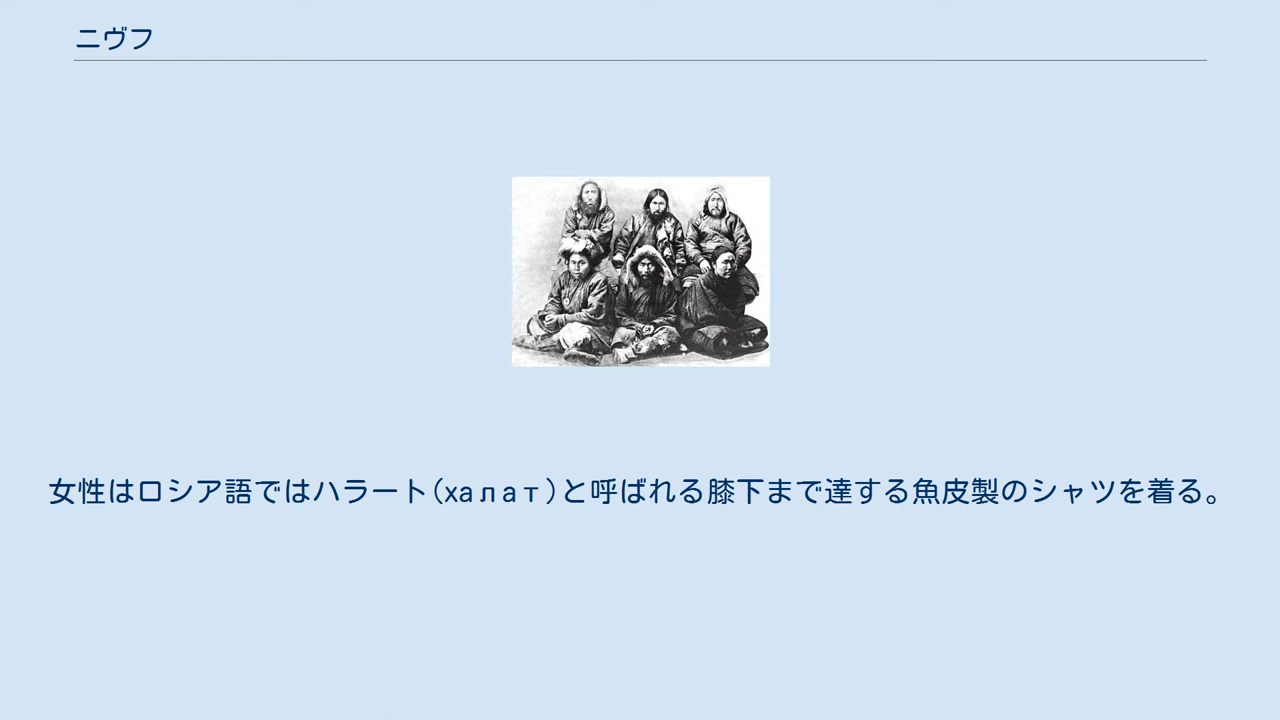 ニヴフ
女性はロシア語ではハラート(халат)と呼ばれる膝下まで達する魚皮製のシャツを着る。